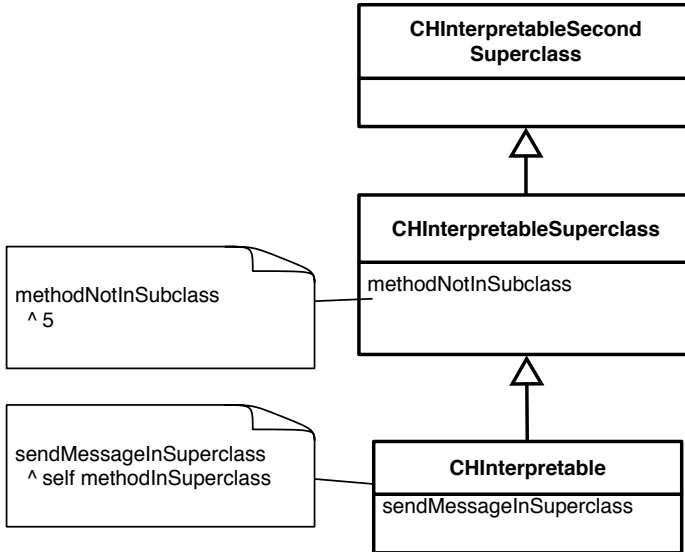 CHInterpretableSecond
Superclass
CHInterpretableSuperclass
methodNotInSubclass
methodNotInSubclass
^ 5
sendMessageInSuperclass
^ self methodInSuperclass
CHInterpretable
sendMessageInSuperclass